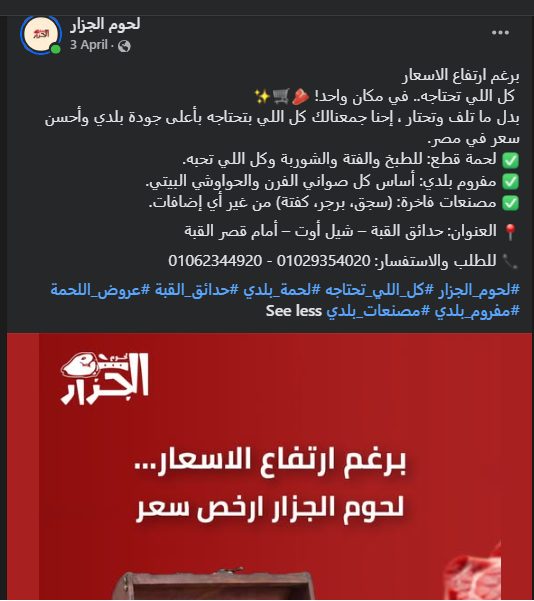 لحوم الجزار
3 April
برغم ارتفاع الاسعار
كل اللي تحتاجه.. في مكان واحد! 🥩🛒✨
بدل ما تلف وتحتار ، إحنا جمعنالك كل اللي بتحتاجه بأعلى جودة بلدي وأحسن
سعر في مصر.
✅ لحمة قطع: للطبخ والفتة والشوربة وكل اللي تحبه.
✅ مفروم بلدي: أساس كل صواني الفرن والحواوشي البيتي.
✅ مصنعات فاخرة: (سجق، برجر، كفتة) من غير أي إضافات.
📍 العنوان: حدائق القبة – شيل أوت – أمام قصر القبة
📞 للطلب والاستفسار: 01029354020 - 01062344920
#لحوم_الجزار #كل_اللي_تحتاجه #لحمة_بلدي #حدائق_القبة #عروض_اللحمة
#مفروم_بلدي #مصنعات_بلدي See less
الجزار
برغم ارتفاع الاسعار...
لحوم الجزار ارخص سعر